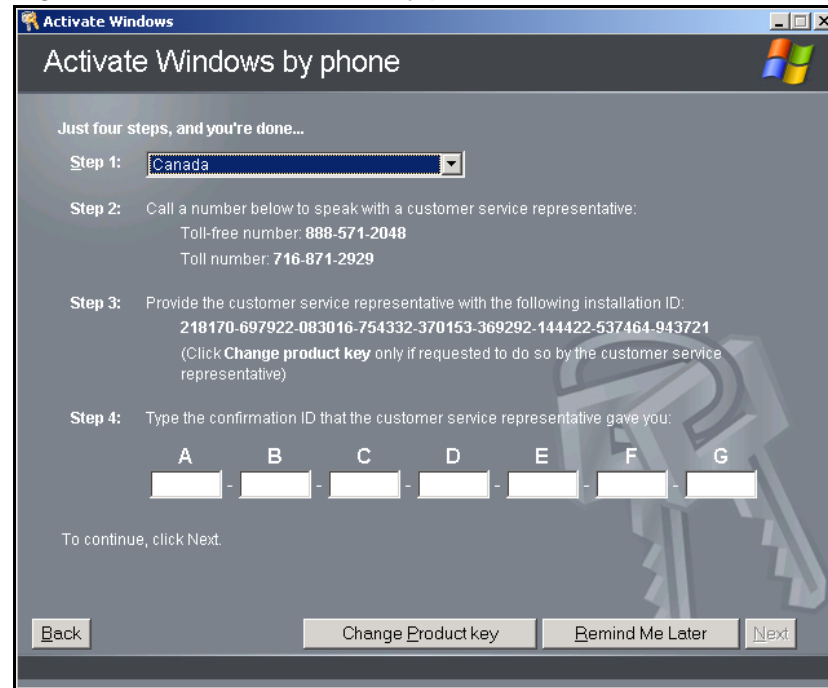 Activate Windows
Activate Windows by phone
Just four steps, and you're done...
Step 1: Canada
Step 2: Call a number below to speak with a customer service representative:
Toll-free number: 888-571-2048
Toll number: 716-871-2929
Step 3: Provide the customer service representative with the following installation ID:
218170-697922-083016-754332-370153-369292-144422-537464-943721
(Click Change product key only if requested to do so by the customer service
representative)
Step 4: Type the confirmation ID that the customer service representative gave you:
A B C D E F G
- - - - - -
To continue, click Next.
Back Change Product key Remind Me Later Next